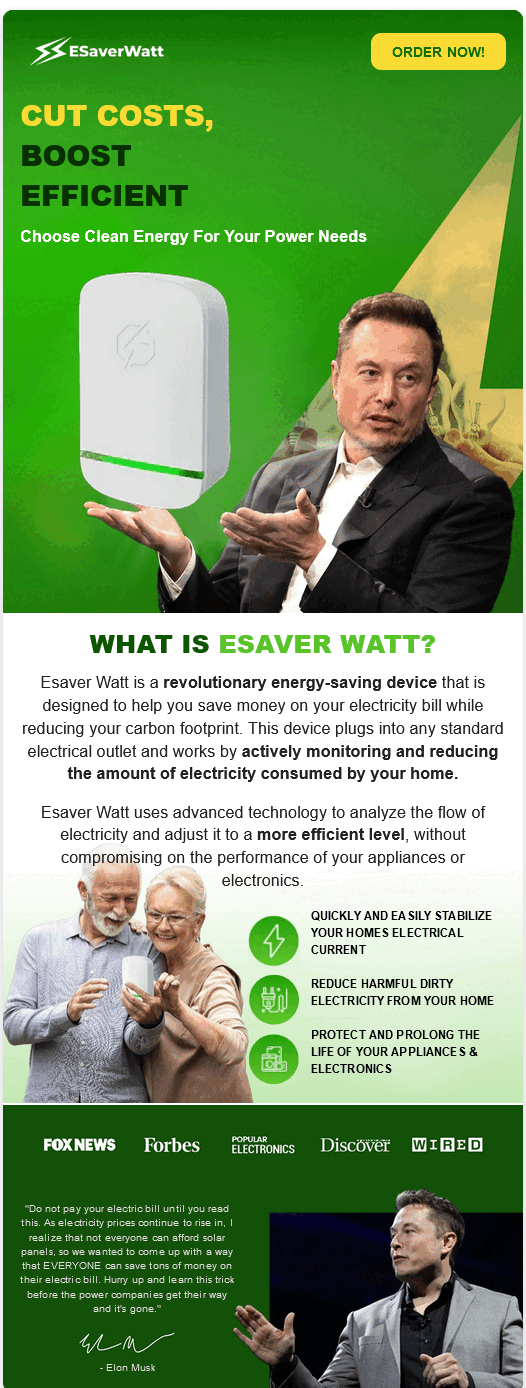 ESaverWatt
ORDER NOW!
CUT COSTS,
BOOST
EFFICIENT
Choose Clean Energy For Your Power Needs
WHAT IS ESAVER WATT?
Esaver Watt is a revolutionary energy-saving device that is
designed to help you save money on your electricity bill while
reducing your carbon footprint. This device plugs into any standard
electrical outlet and works by actively monitoring and reducing
the amount of electricity consumed by your home.
Esaver Watt uses advanced technology to analyze the flow of
electricity and adjust it to a more efficient level, without
compromising on the performance of your appliances or
electronics.
QUICKLY AND EASILY STABILIZE
YOUR HOMES ELECTRICAL
CURRENT
REDUCE HARMFUL DIRTY
ELECTRICITY FROM YOUR HOME
PROTECT AND PROLONG THE
LIFE OF YOUR APPLIANCES &
ELECTRONICS
FOX NEWS Forbes POPULAR ELECTRONICS Discover WIRED
"Do not pay your electric bill until you read
this. As electricity prices continue to rise in, I
realize that not everyone can afford solar
panels, so we wanted to come up with a way
that EVERYONE can save tons of money on
their electric bill. Hurry up and learn this trick
before the power companies get their way
and it's gone."
- Elon Musk